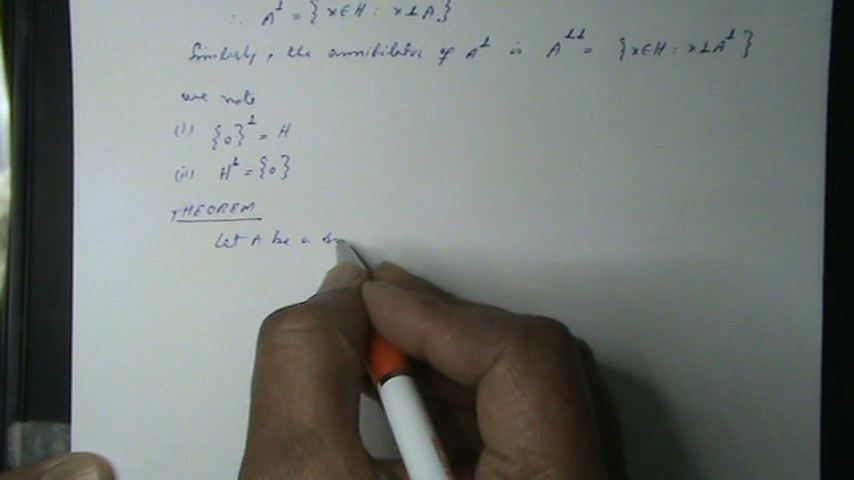 ∴ A^⊥ = {x∈H : x⊥A}
Similarly, the annihilator of A^⊥ is A^⊥⊥ = {x∈H : x⊥A^⊥}
we note
(i) {0}^⊥ = H
(ii) H^⊥ = {0}
THEOREM
Let A be a